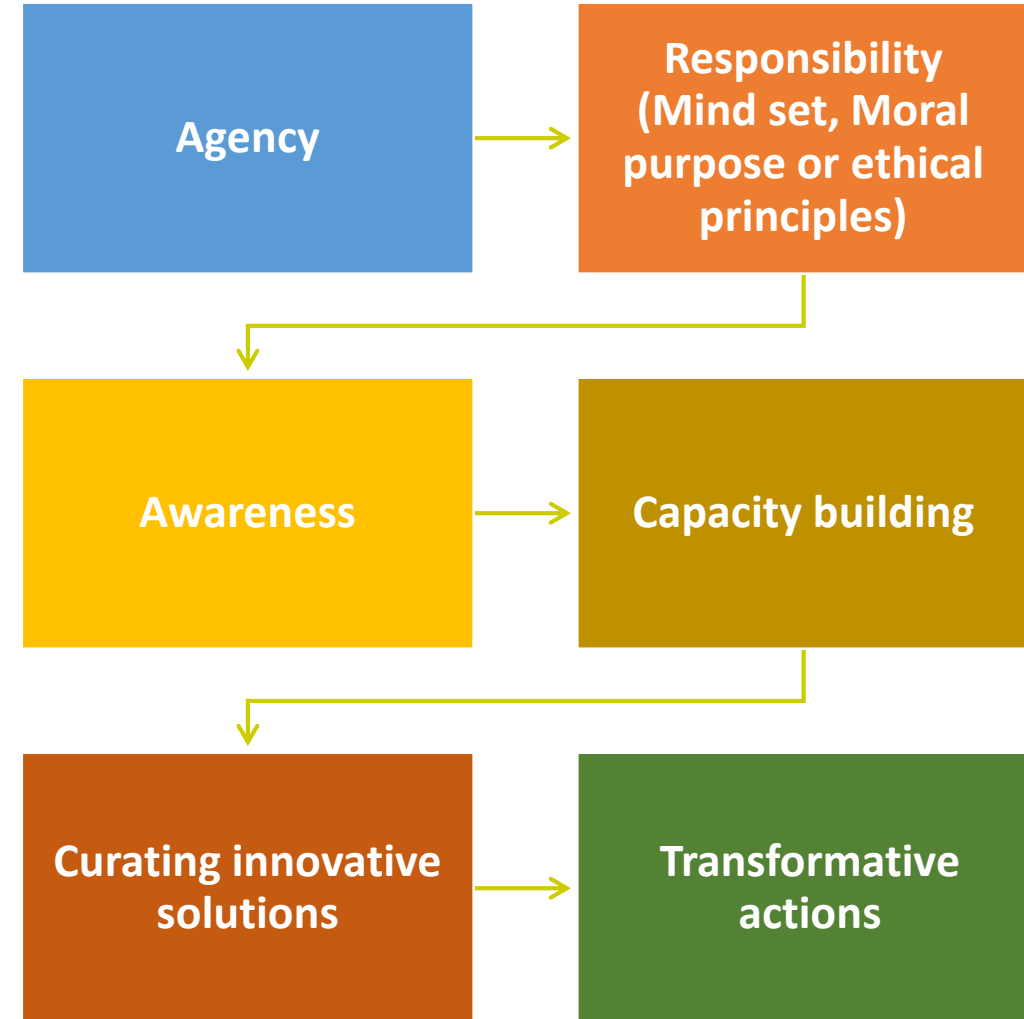 Agency
Responsibility
(Mind set, Moral
purpose or ethical
principles)
Awareness
Capacity building
Curating innovative
solutions
Transformative
actions